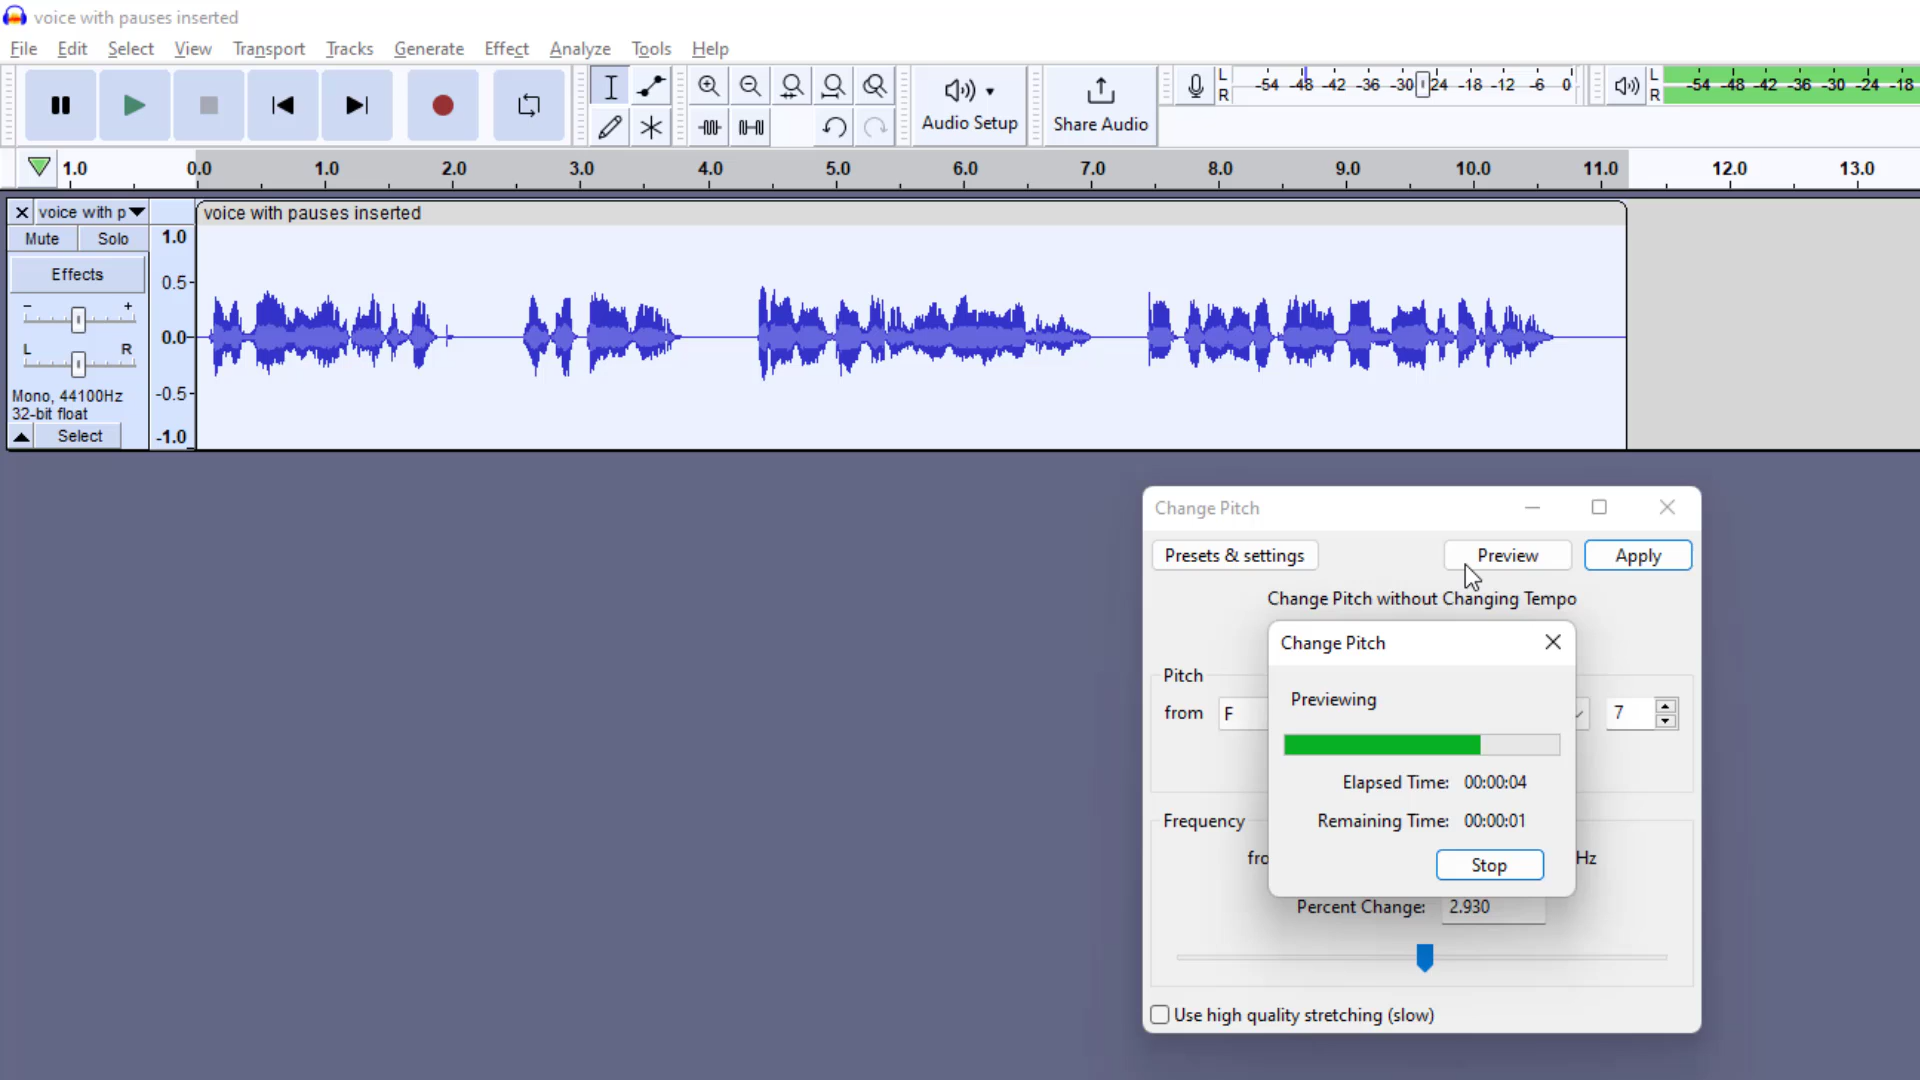 voice with pauses inserted
File Edit Select View Transport Tracks Generate Effect Analyze Tools Help
Audio Setup
Share Audio
L
R
-54 -48 -42 -36 -30 -24 -18 -12 -6 0
L
R
-54 -48 -42 -36 -30 -24 -18
1.0 0.0 1.0 2.0 3.0 4.0 5.0 6.0 7.0 8.0 9.0 10.0 11.0 12.0 13.0
voice with p
voice with pauses inserted
Mute Solo
Effects
- +
L R
Mono, 44100Hz
32-bit float
Select
1.0
0.5-
0.0-
-0.5-
-1.0
Change Pitch
Presets & settings Preview Apply
Change Pitch without Changing Tempo
Change Pitch
Pitch
Previewing
from F 7
Elapsed Time: 00:00:04
Frequency
Remaining Time: 00:00:01
fro Hz
Stop
Percent Change: 2.930
Use high quality stretching (slow)